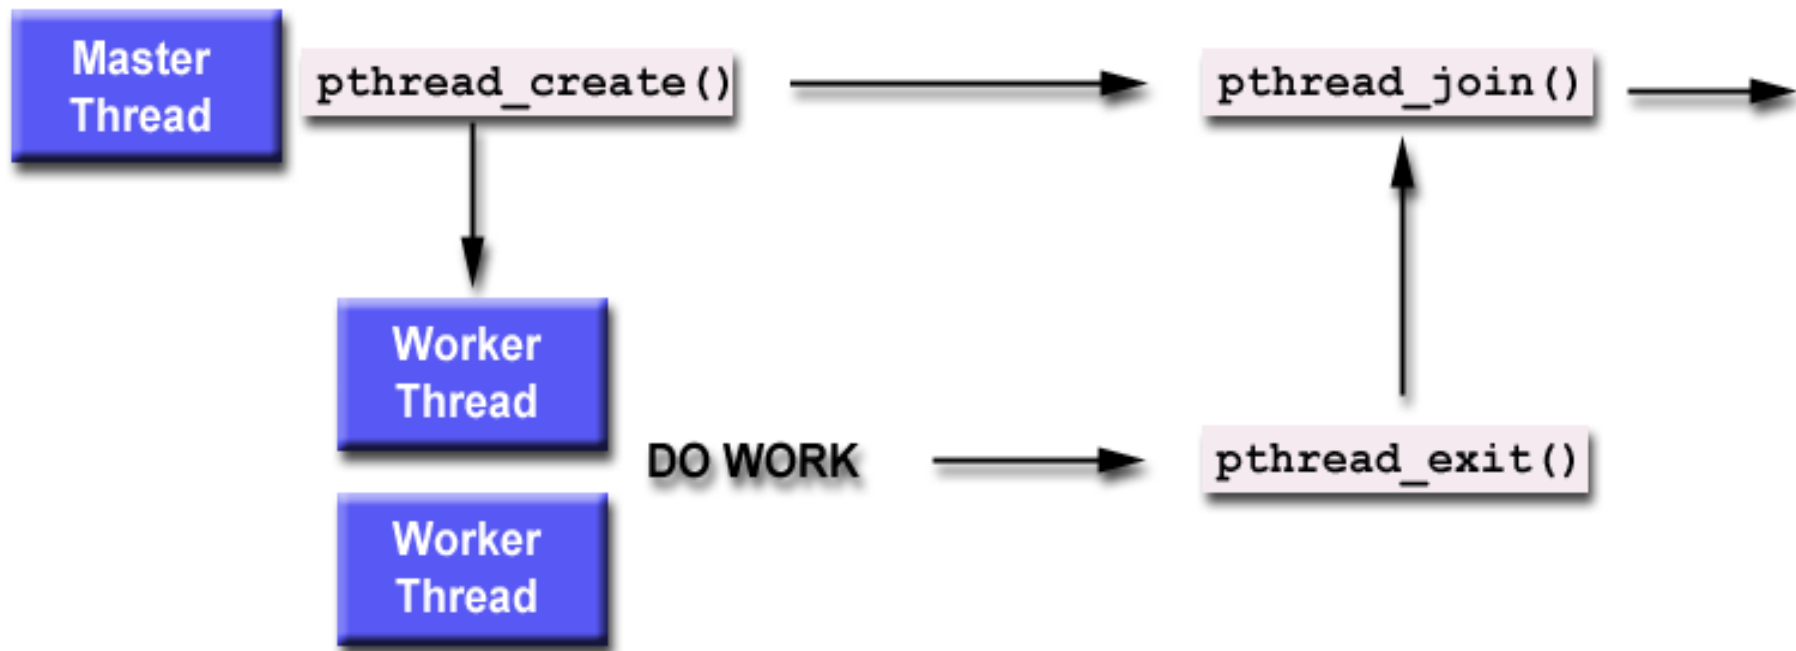 Master
Thread
pthread_create()
pthread_join()
Worker
Thread
DO WORK
pthread_exit()
Worker
Thread